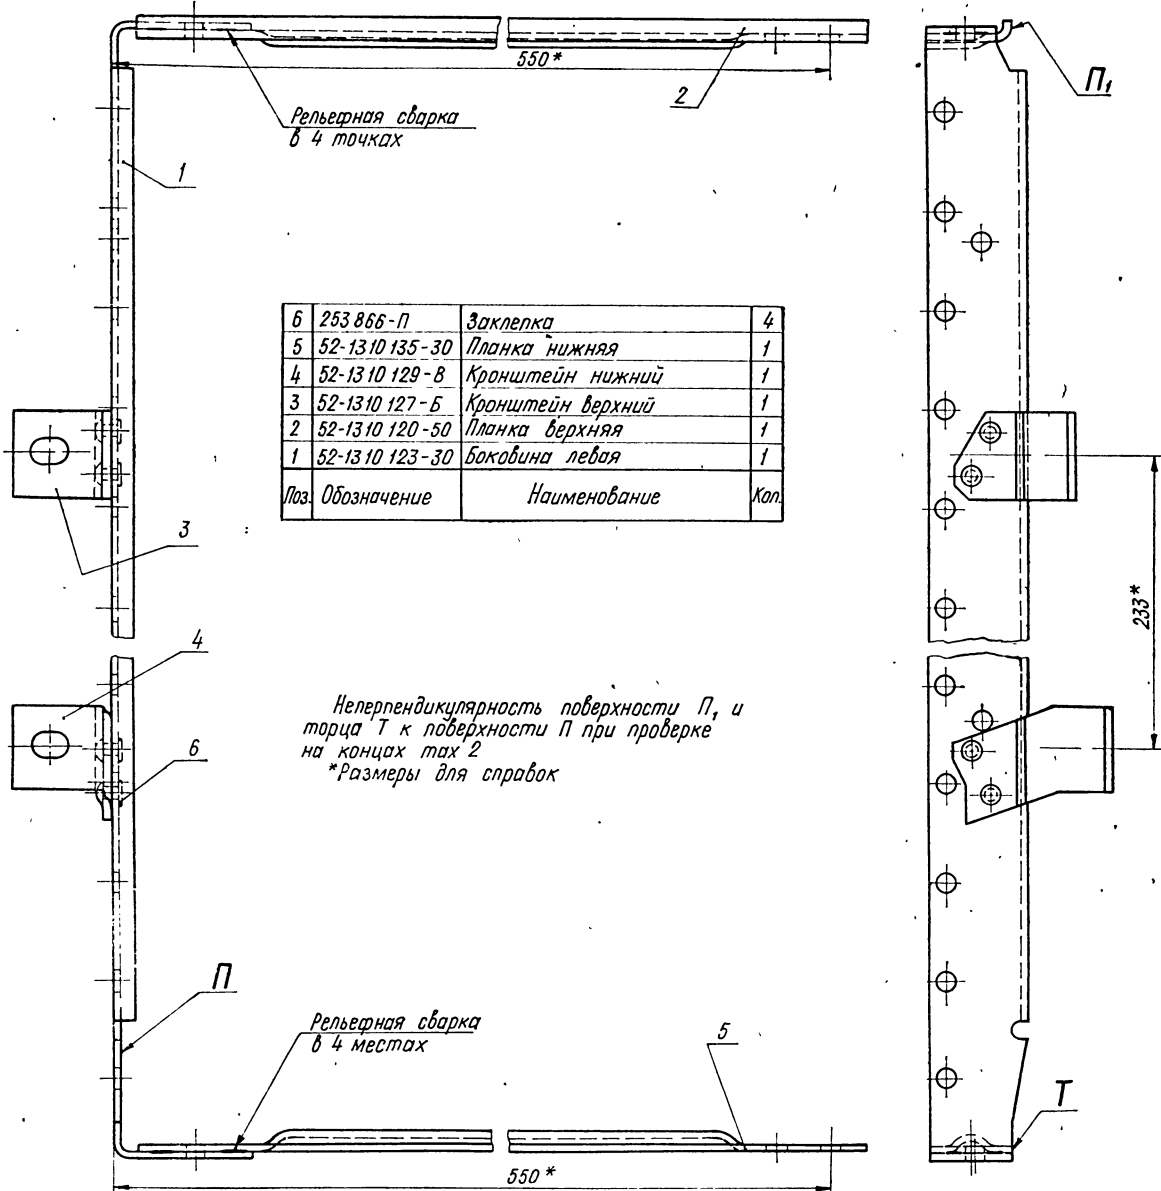 550*
2
П₁
Рельефная сварка
в 4 точках
1
6 253 866-П Заклепка 4
5 52-1310 135-30 Планка нижняя 1
4 52-1310 129-В Кронштейн нижний 1
3 52-1310 127-Б Кронштейн верхний 1
2 52-1310 120-50 Планка верхняя 1
1 52-1310 123-30 Боковина левая 1
Поз. Обозначение Наименование Кол.
3
233*
4
Неперпендикулярность поверхности П₁ и
торца Т к поверхности П при проверке
на концах max 2
*Размеры для справок
6
П
Рельефная сварка
в 4 местах
5
Т
550*